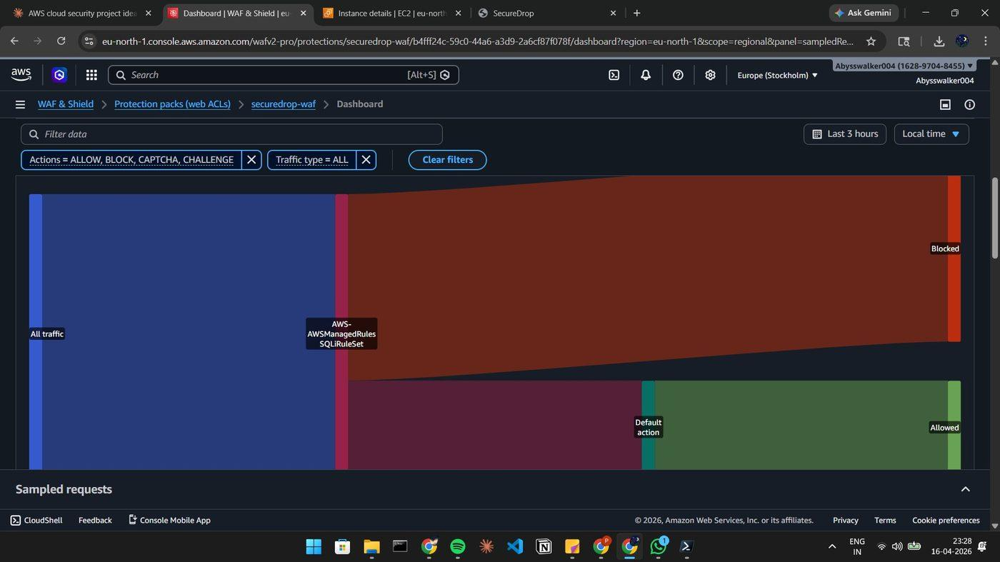 AWS cloud security project idea
Dashboard | WAF & Shield | eu-
Instance details | EC2 | eu-north
SecureDrop
Ask Gemini
eu-north-1.console.aws.amazon.com/wafv2-pro/protections/securedrop-waf/b4fff24c-59c0-44a6-a3d9-2a6cf87f078f/dashboard?region=eu-north-1&scope=regional&panel=sampledRe...
aws
Search
[Alt+S]
Europe (Stockholm)
Abysswalker004 (1628-9704-8455)
Abysswalker004
WAF & Shield
Protection packs (web ACLs)
securedrop-waf
Dashboard
Filter data
Last 3 hours
Local time
Actions = ALLOW, BLOCK, CAPTCHA, CHALLENGE
Traffic type = ALL
Clear filters
Blocked
All traffic
AWS-
AWSManagedRules
SQLiRuleSet
Default
action
Allowed
Sampled requests
CloudShell
Feedback
Console Mobile App
© 2026, Amazon Web Services, Inc. or its affiliates.
Privacy
Terms
Cookie preferences
P
1
ENG
IN
23:28
16-04-2026